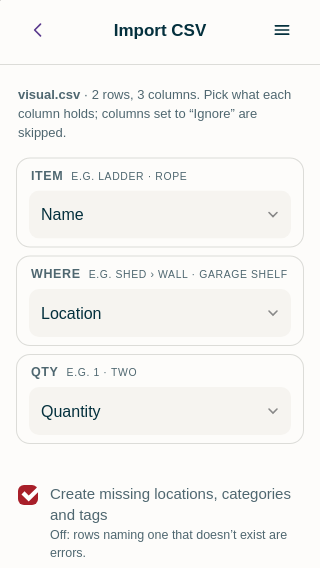 Import CSV
visual.csv · 2 rows, 3 columns. Pick what each
column holds; columns set to “Ignore” are
skipped.
ITEM E.G. LADDER · ROPE
Name
WHERE E.G. SHED › WALL · GARAGE SHELF
Location
QTY E.G. 1 · TWO
Quantity
Create missing locations, categories
and tags
Off: rows naming one that doesn’t exist are
errors.